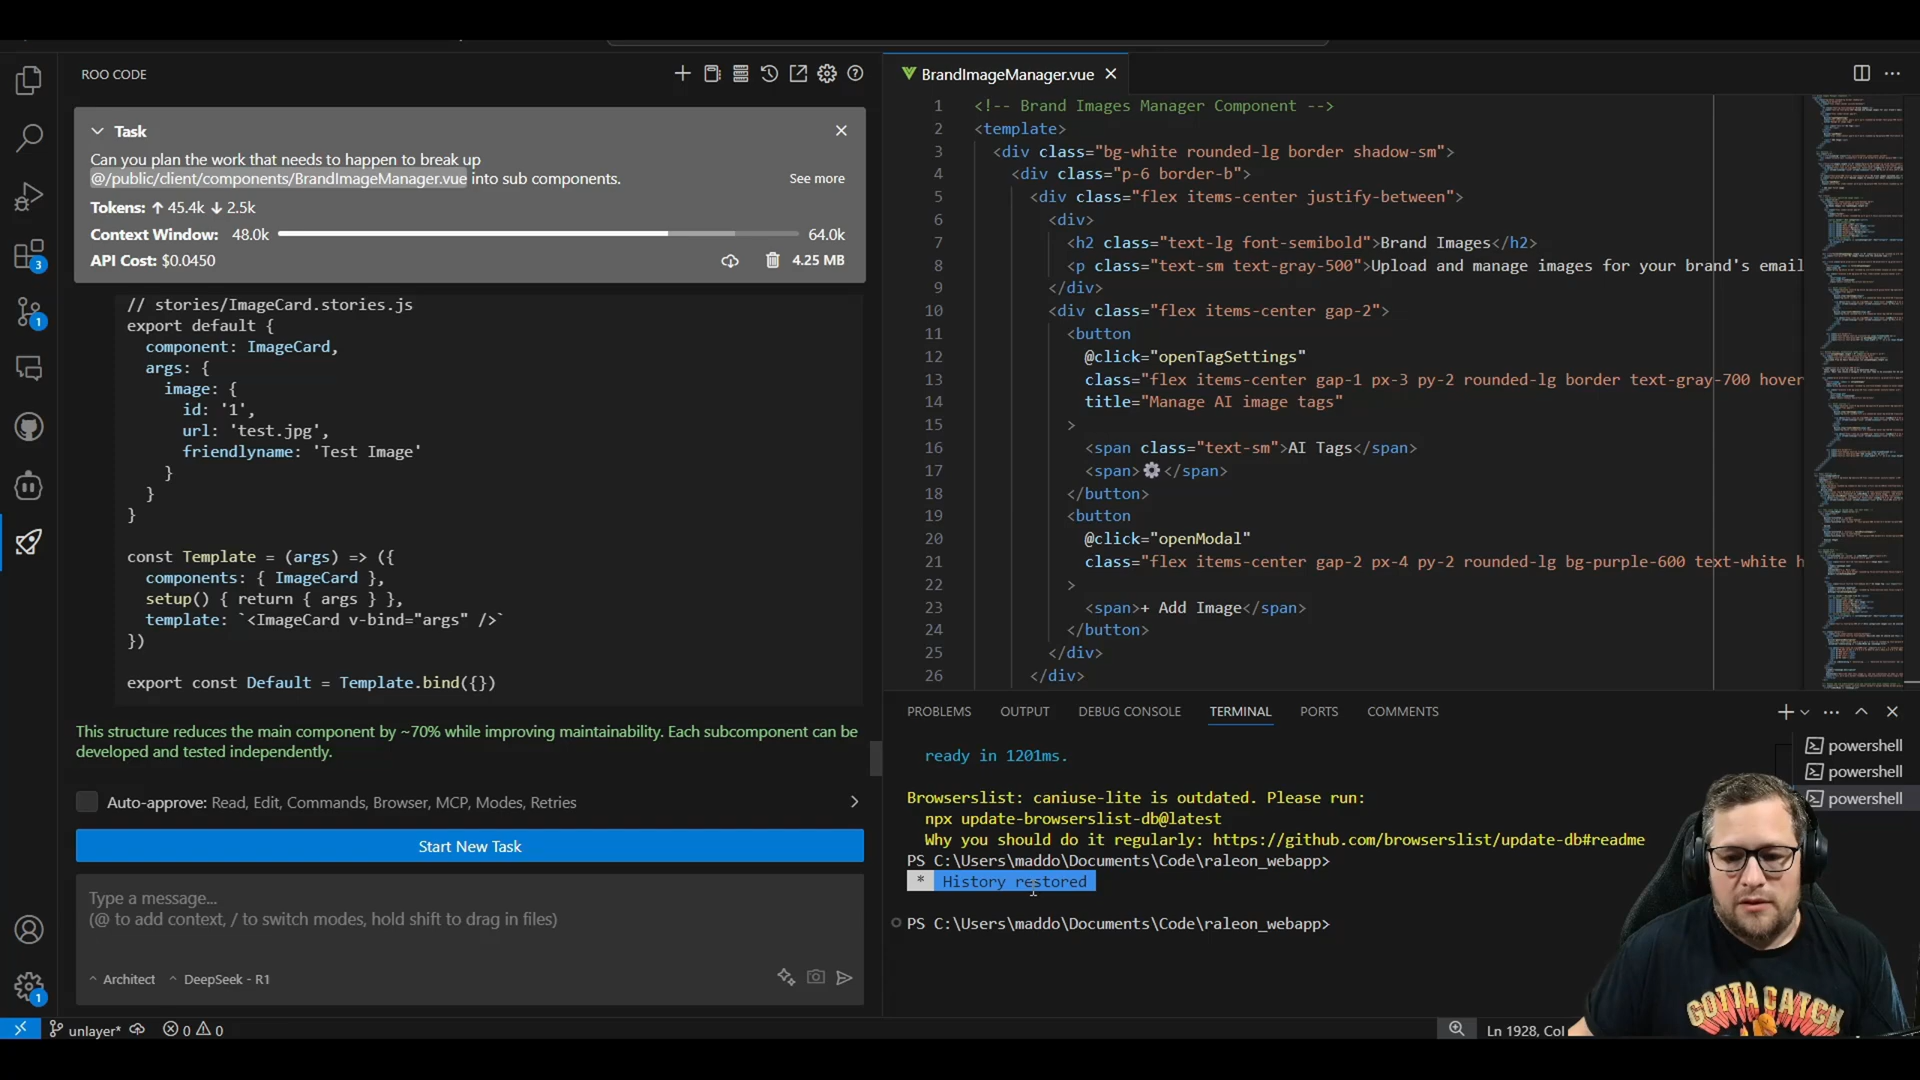 ROO CODE
Task
Can you plan the work that needs to happen to break up
@/public/client/components/BrandImageManager.vue into sub components.
See more
Tokens: ↑ 45.4k ↓ 2.5k
Context Window: 48.0k 64.0k
API Cost: $0.0450
4.25 MB
// stories/ImageCard.stories.js
export default {
component: ImageCard,
args: {
image: {
id: '1',
url: 'test.jpg',
friendlyname: 'Test Image'
}
}
}
const Template = (args) => ({
components: { ImageCard },
setup() { return { args } },
template: `<ImageCard v-bind="args" />`
})
export const Default = Template.bind({})
This structure reduces the main component by ~70% while improving maintainability. Each subcomponent can be
developed and tested independently.
Auto-approve: Read, Edit, Commands, Browser, MCP, Modes, Retries
Start New Task
Type a message...
(@ to add context, / to switch modes, hold shift to drag in files)
^ Architect ^ DeepSeek - R1
3
1
1
BrandImageManager.vue
1 <!-- Brand Images Manager Component -->
2 <template>
3 <div class="bg-white rounded-lg border shadow-sm">
4 <div class="p-6 border-b">
5 <div class="flex items-center justify-between">
6 <div>
7 <h2 class="text-lg font-semibold">Brand Images</h2>
8 <p class="text-sm text-gray-500">Upload and manage images for your brand's email
9 </div>
10 <div class="flex items-center gap-2">
11 <button
12 @click="openTagSettings"
13 class="flex items-center gap-1 px-3 py-2 rounded-lg border text-gray-700 hover
14 title="Manage AI image tags"
15 >
16 <span class="text-sm">AI Tags</span>
17 <span>⚙️</span>
18 </button>
19 <button
20 @click="openModal"
21 class="flex items-center gap-2 px-4 py-2 rounded-lg bg-purple-600 text-white h
22 >
23 <span>+ Add Image</span>
24 </button>
25 </div>
26 </div>
PROBLEMS OUTPUT DEBUG CONSOLE TERMINAL PORTS COMMENTS
ready in 1201ms.
Browserslist: caniuse-lite is outdated. Please run:
npx update-browserslist-db@latest
Why you should do it regularly: https://github.com/browserslist/update-db#readme
PS C:\Users\maddo\Documents\Code\raleon_webapp>
* History restored
PS C:\Users\maddo\Documents\Code\raleon_webapp>
powershell
powershell
powershell
GOTTA CATCH
unlayer* 0 0
Ln 1928, Col